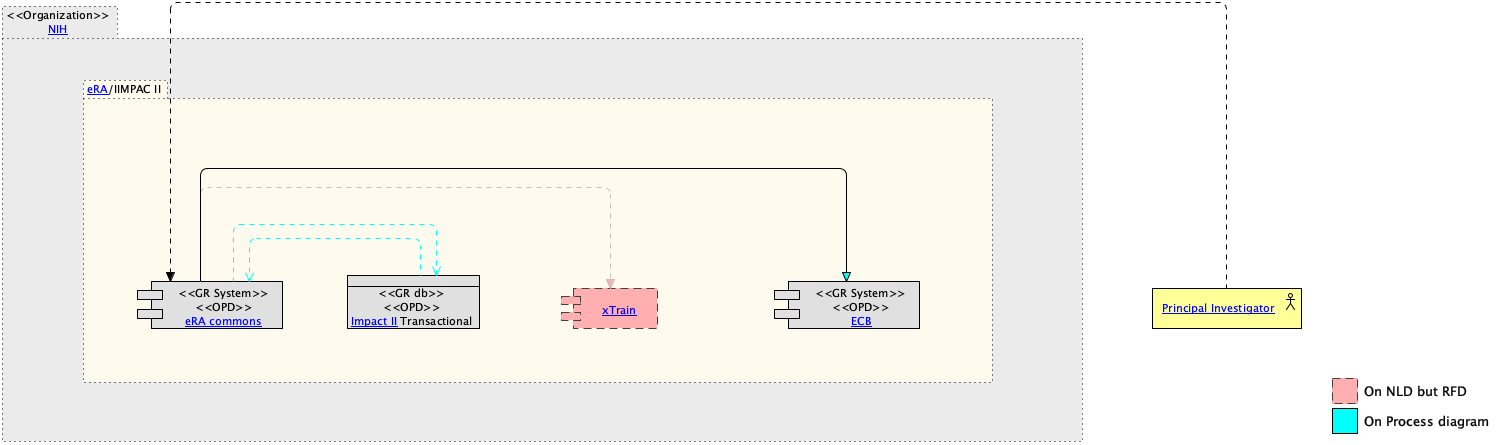 <<Organization>>
NIH
eRA/IIMPAC II
<<GR System>>
<<OPD>>
eRA commons
<<GR db>>
<<OPD>>
Impact II Transactional
xTrain
<<GR System>>
<<OPD>>
ECB
Principal Investigator
On NLD but RFD
On Process diagram